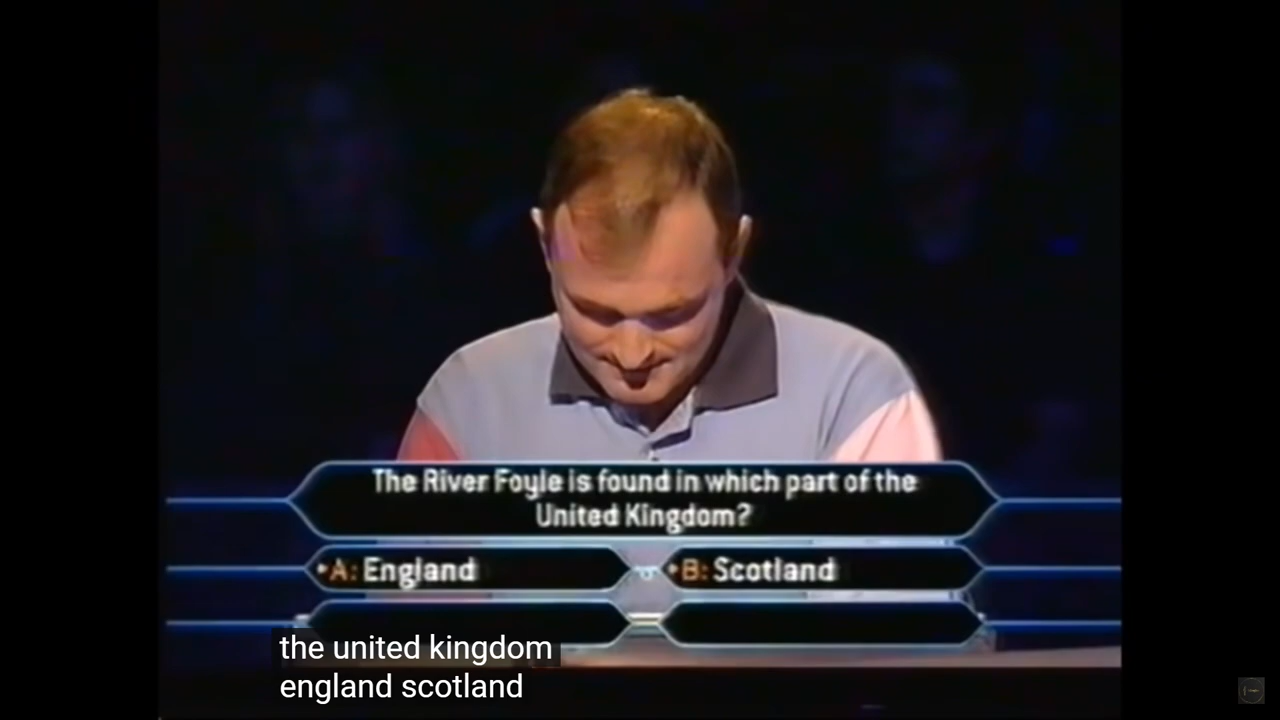 The River Foyle is found in which part of the
United Kingdom?
A: England
B: Scotland
the united kingdom
england scotland